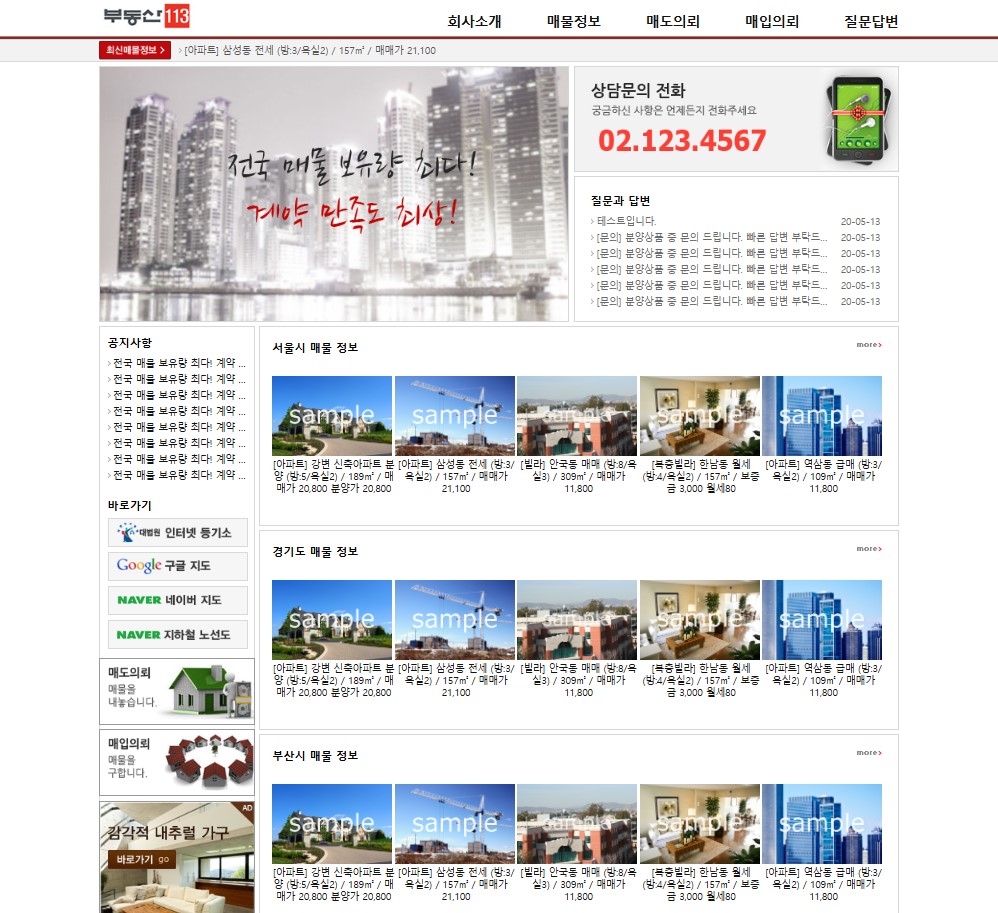 부동산 113
회사소개 매물정보 매도의뢰 매입의뢰 질문답변
최신매물정보 > › [아파트] 삼성동 전세 (방:3/욕실2) / 157㎡ / 매매가 21,100
전국 매물 보유량 최다!
계약 만족도 최상!
상담문의 전화
궁금하신 사항은 언제든지 전화주세요
02.123.4567
질문과 답변
› 테스트입니다. 20-05-13
› [문의] 분양상품 중 문의 드립니다. 빠른 답변 부탁드... 20-05-13
› [문의] 분양상품 중 문의 드립니다. 빠른 답변 부탁드... 20-05-13
› [문의] 분양상품 중 문의 드립니다. 빠른 답변 부탁드... 20-05-13
› [문의] 분양상품 중 문의 드립니다. 빠른 답변 부탁드... 20-05-13
› [문의] 분양상품 중 문의 드립니다. 빠른 답변 부탁드... 20-05-13
공지사항
› 전국 매물 보유량 최다! 계약 ...
› 전국 매물 보유량 최다! 계약 ...
› 전국 매물 보유량 최다! 계약 ...
› 전국 매물 보유량 최다! 계약 ...
› 전국 매물 보유량 최다! 계약 ...
› 전국 매물 보유량 최다! 계약 ...
› 전국 매물 보유량 최다! 계약 ...
› 전국 매물 보유량 최다! 계약 ...
바로가기
대법원 인터넷 등기소
Google 구글 지도
NAVER 네이버 지도
NAVER 지하철 노선도
매도의뢰
매물을
내놓습니다.
매입의뢰
매물을
구합니다.
AD
감각적 내추럴 가구
바로가기 go
서울시 매물 정보 more>
sample sample sample sample sample
[아파트] 강변 신축아파트 분 [아파트] 삼성동 전세 (방:3/ [빌라] 안국동 매매 (방:8/욕 [복층빌라] 한남동 월세 [아파트] 역삼동 급매 (방:3/
양 (방:5/욕실2) / 189㎡ / 매 욕실2) / 157㎡ / 매매가 실3) / 309㎡ / 매매가 (방:4/욕실2) / 157㎡ / 보증 욕실2) / 109㎡ / 매매가
매가 20,800 분양가 20,800 21,100 11,800 금 3,000 월세80 11,800
경기도 매물 정보 more>
sample sample sample sample sample
[아파트] 강변 신축아파트 분 [아파트] 삼성동 전세 (방:3/ [빌라] 안국동 매매 (방:8/욕 [복층빌라] 한남동 월세 [아파트] 역삼동 급매 (방:3/
양 (방:5/욕실2) / 189㎡ / 매 욕실2) / 157㎡ / 매매가 실3) / 309㎡ / 매매가 (방:4/욕실2) / 157㎡ / 보증 욕실2) / 109㎡ / 매매가
매가 20,800 분양가 20,800 21,100 11,800 금 3,000 월세80 11,800
부산시 매물 정보 more>
sample sample sample sample sample
[아파트] 강변 신축아파트 분 [아파트] 삼성동 전세 (방:3/ [빌라] 안국동 매매 (방:8/욕 [복층빌라] 한남동 월세 [아파트] 역삼동 급매 (방:3/
양 (방:5/욕실2) / 189㎡ / 매 욕실2) / 157㎡ / 매매가 실3) / 309㎡ / 매매가 (방:4/욕실2) / 157㎡ / 보증 욕실2) / 109㎡ / 매매가
매가 20,800 분양가 20,800 21,100 11,800 금 3,000 월세80 11,800